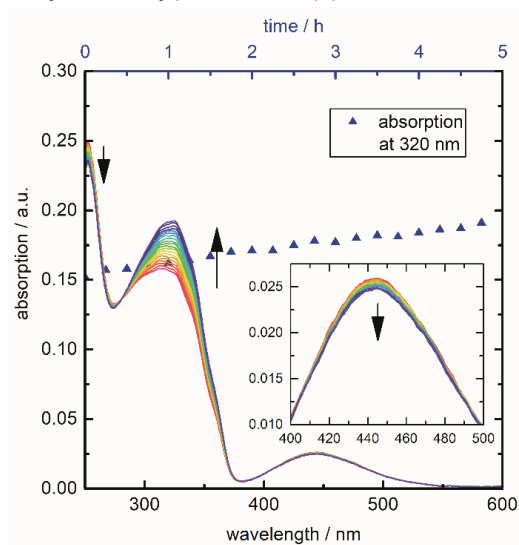 time / h
0 1 2 3 4 5
0.30
0.25
0.20
0.15
0.10
0.05
0.00
absorption / a.u.
absorption
at 320 nm
0.025
0.020
0.015
0.010
400 420 440 460 480 500
300 400 500 600
wavelength / nm